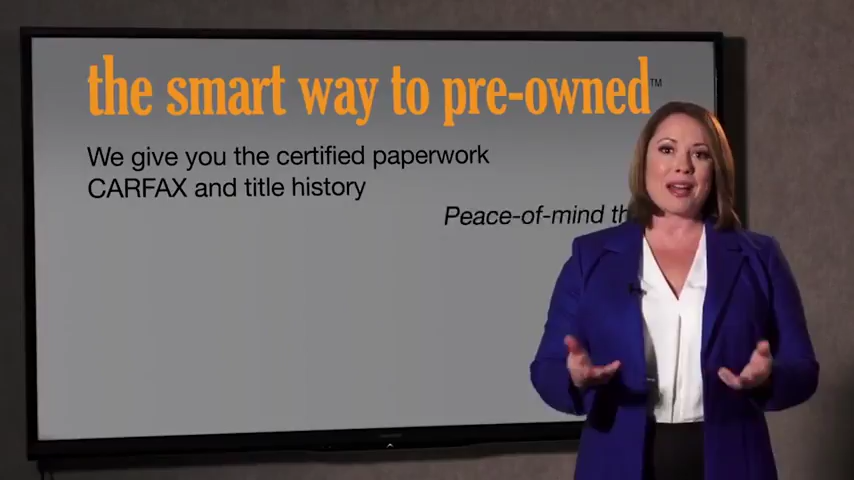 the smart way to pre-owned™
We give you the certified paperwork
CARFAX and title history
Peace-of-mind